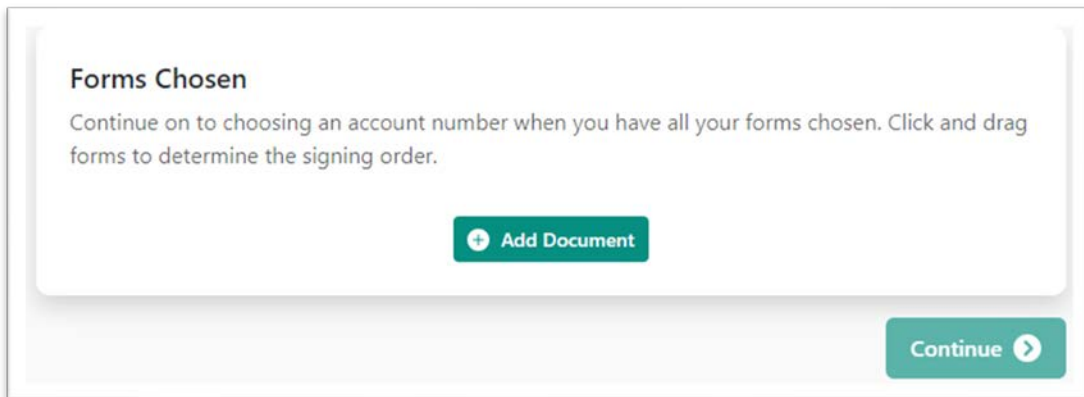 Forms Chosen
Continue on to choosing an account number when you have all your forms chosen. Click and drag
forms to determine the signing order.
Add Document
Continue